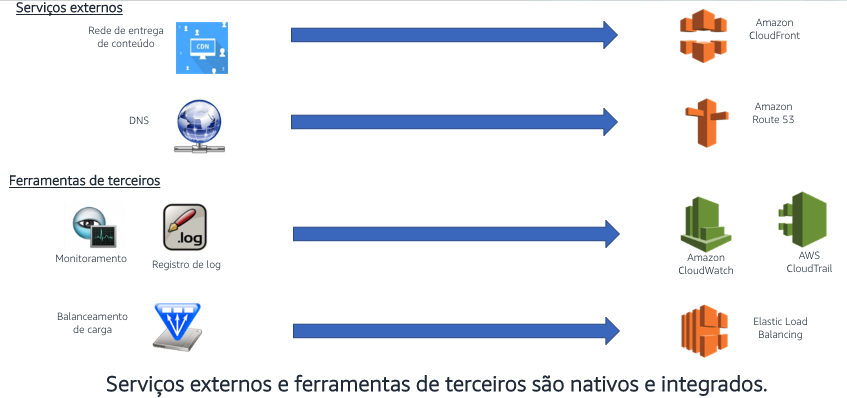 Serviços externos
Rede de entrega
de conteúdo
CDN
Amazon
CloudFront
DNS
Amazon
Route 53
Ferramentas de terceiros
Monitoramento
.log
Registro de log
Amazon
CloudWatch
AWS
CloudTrail
Balanceamento
de carga
Elastic Load
Balancing
Serviços externos e ferramentas de terceiros são nativos e integrados.